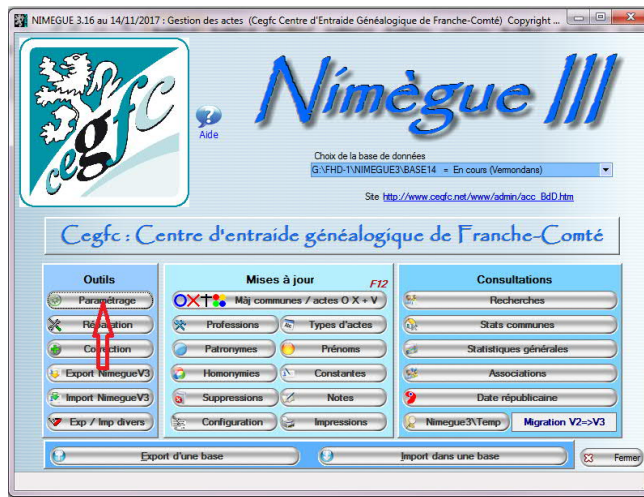 NIMEGUE 3.16 au 14/11/2017 : Gestion des actes (Cegfc Centre d'Entraide Généalogique de Franche-Comté) Copyright ...
cegfc
Aide
Nimègue III
Choix de la base de données
G:\FHD-1\NIMEGUE3\BASE14 = En cours (Vermondans)
Site http://www.cegfc.net/www/admin/acc_BdD.htm
Cegfc : Centre d'entraide généalogique de Franche-Comté
Outils
Paramétrage
Réparation
Correction
Export NimegueV3
Import NimegueV3
Exp / Imp divers
Mises à jour
F12
OX† Màj communes / actes O X + V
Professions
Types d'actes
Patronymes
Prénoms
Homonymies
Constantes
Suppressions
Notes
Configuration
Impressions
Consultations
Recherches
Stats communes
Statistiques générales
Associations
Date républicaine
Nimegue3\Temp
Migration V2=>V3
Export d'une base
Import dans une base
Fermer